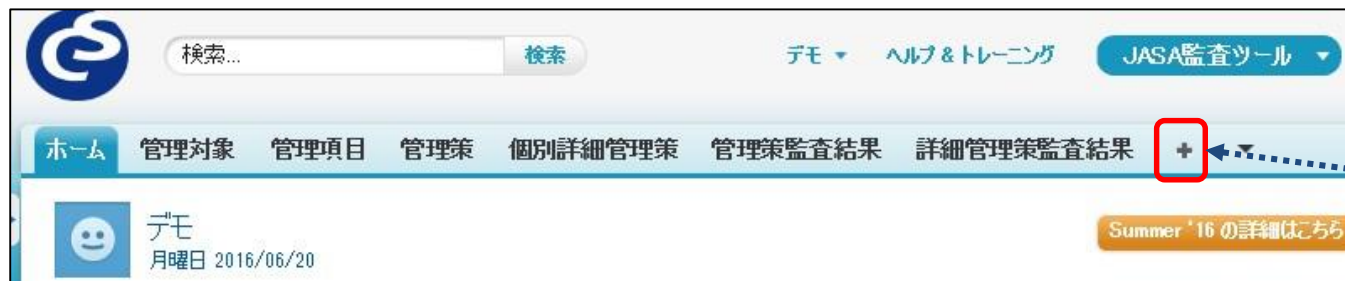 検索... 検索 デモ ヘルプ & トレーニング JASA監査ツール
ホーム 管理対象 管理項目 管理策 個別詳細管理策 管理策監査結果 詳細管理策監査結果 +
デモ
月曜日 2016/06/20
Summer '16 の詳細はこちら